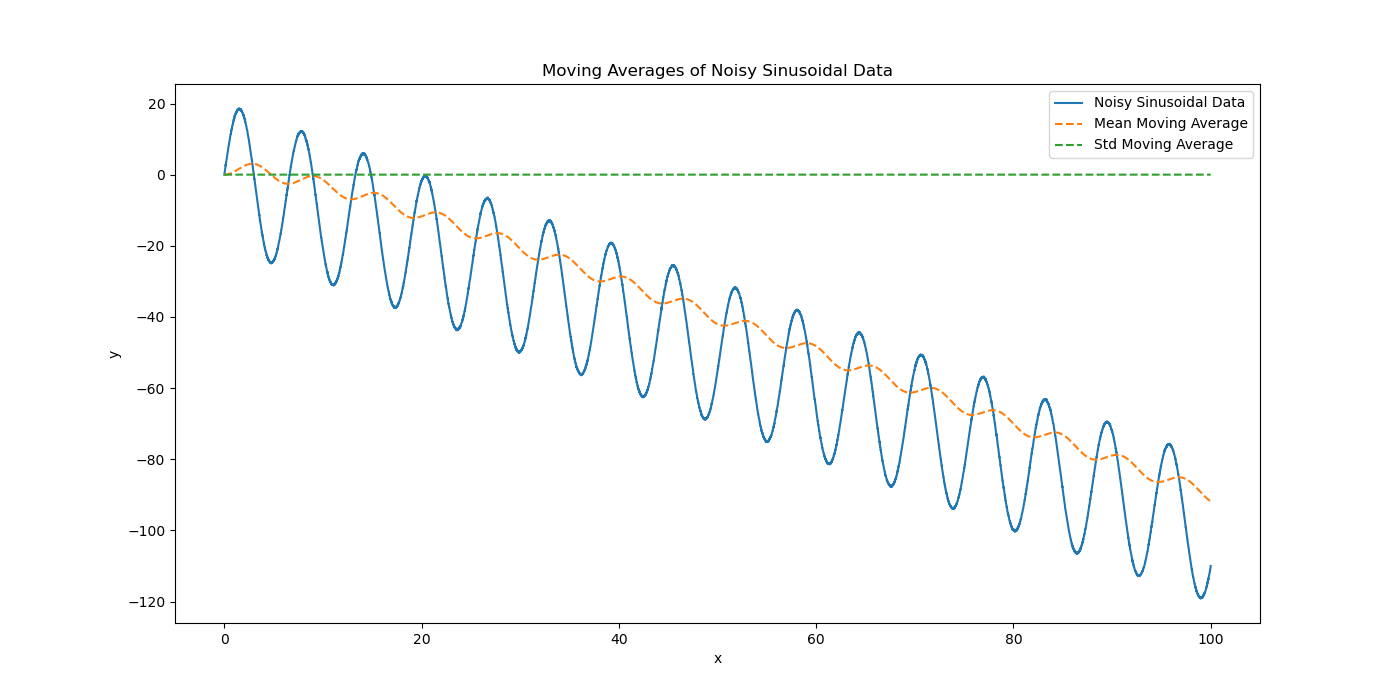 Moving Averages of Noisy Sinusoidal Data
Noisy Sinusoidal Data
Mean Moving Average
Std Moving Average
20
0
−20
−40
−60
−80
−100
−120
y
0 20 40 60 80 100
x